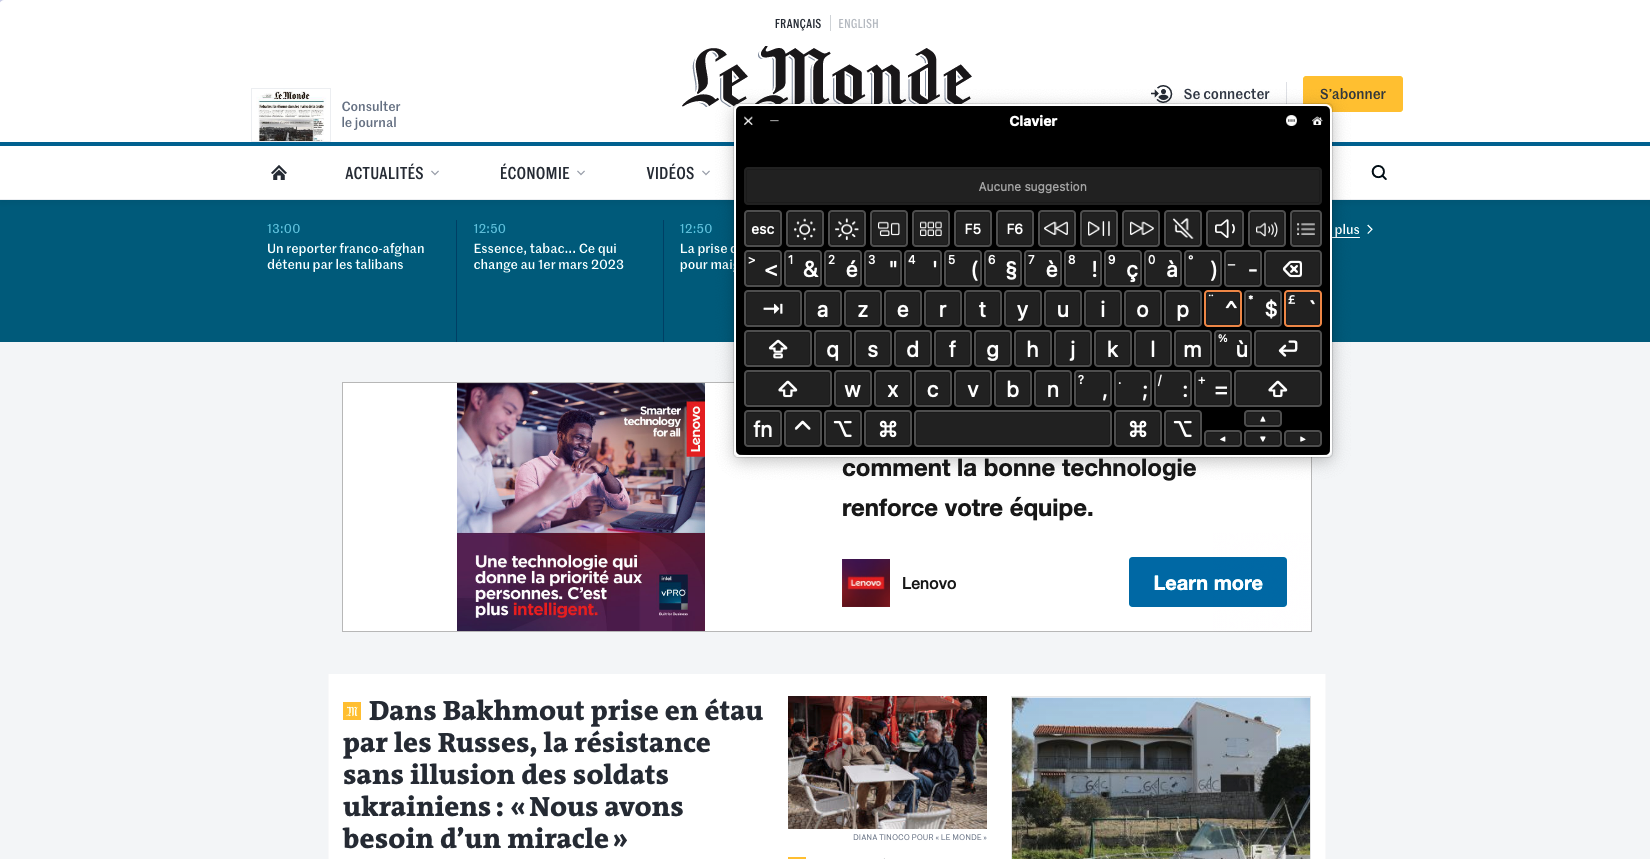 FRANÇAIS ENGLISH
Le Monde
Le Monde
Consulter
le journal
Se connecter
S'abonner
Clavier
ACTUALITÉS ÉCONOMIE VIDÉOS
Aucune suggestion
13:00 12:50 12:50
Un reporter franco-afghan
détenu par les talibans
Essence, tabac... Ce qui
change au 1er mars 2023
La prise d
pour mai
plus
esc F5 F6
> < 1 & 2 é 3 " 4 ' 5 ( 6 § 7 è 8 ! 9 ç 0 à ° ) _ -
a z e r t y u i o p ¨ ^ * $ £ `
q s d f g h j k l m % ù
w x c v b n ? , . ; / : + =
fn ^ ⌥ ⌘ ⌘ ⌥
Smarter
technology
for all
Lenovo
Une technologie qui
donne la priorité aux
personnes. C'est
plus intelligent.
intel
vPRO
comment la bonne technologie
renforce votre équipe.
Lenovo
Lenovo
Learn more
Dans Bakhmout prise en étau
par les Russes, la résistance
sans illusion des soldats
ukrainiens : « Nous avons
besoin d'un miracle »
DIANA TINOCO POUR « LE MONDE »